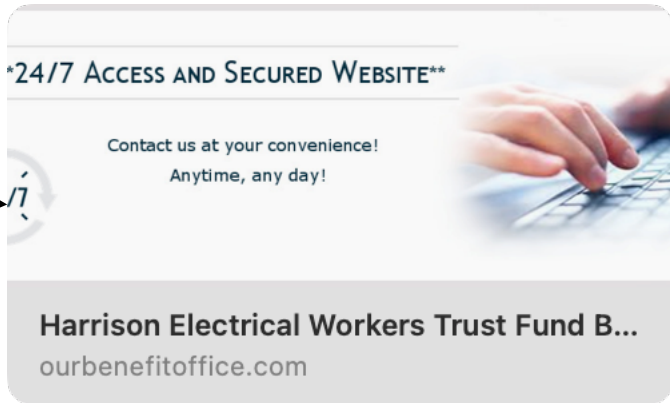 *24/7 Access and Secured Website**
Contact us at your convenience!
Anytime, any day!
/7
Harrison Electrical Workers Trust Fund B...
ourbenefitoffice.com